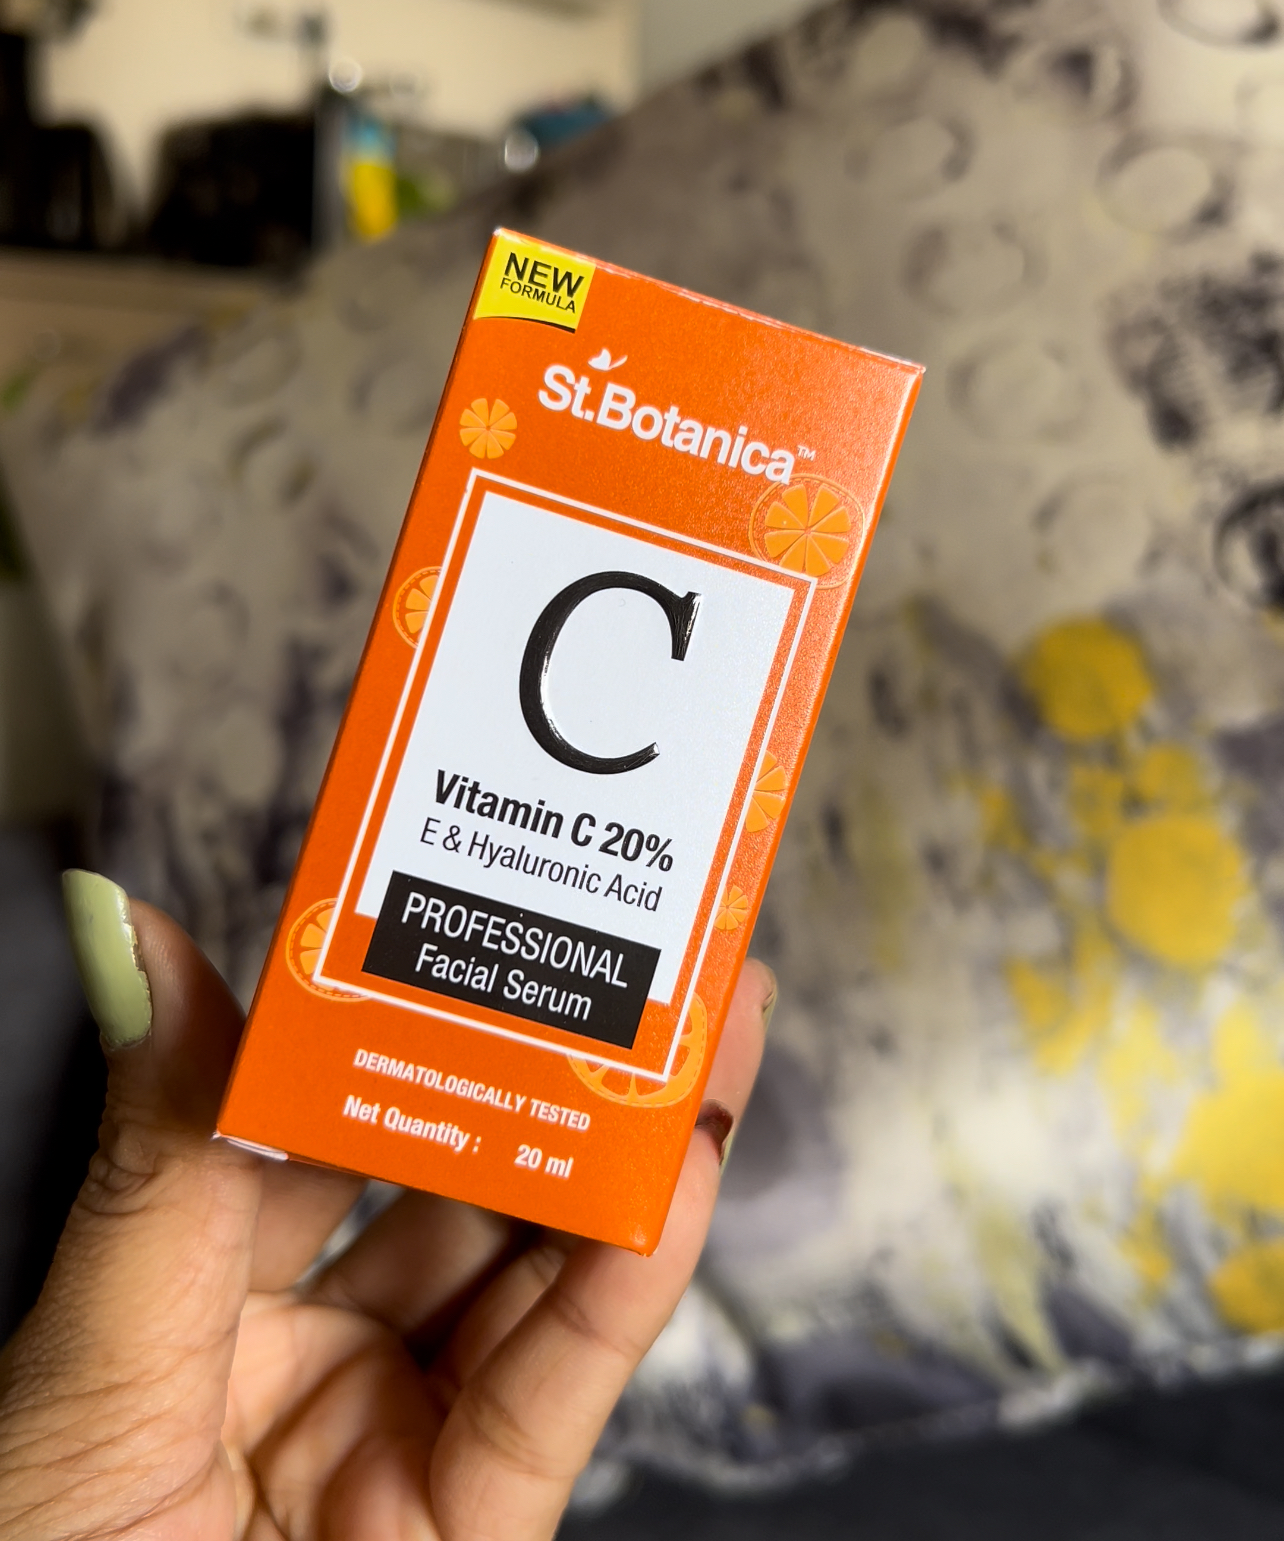 NEW
FORMULA
St.Botanica™
C
Vitamin C 20%
E & Hyaluronic Acid
PROFESSIONAL
Facial Serum
DERMATOLOGICALLY TESTED
Net Quantity : 20 ml